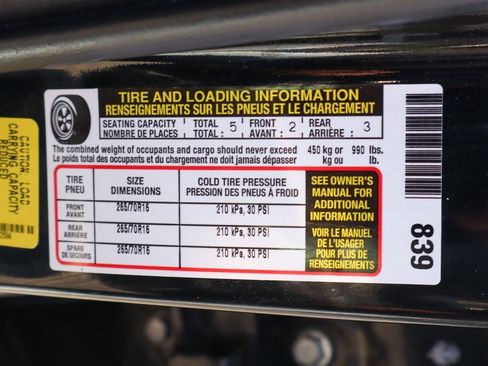 TIRE AND LOADING INFORMATION
RENSEIGNEMENTS SUR LES PNEUS ET LE CHARGEMENT
SEATING CAPACITY TOTAL 5 FRONT 2 REAR 3
NOMBRE DE PLACES TOTAL : AVANT : ARRIÈRE :
The combined weight of occupants and cargo should never exceed 450 kg or 990 lbs.
Le poids total des occupants et du chargement ne doit jamais dépasser kg ou lb.
TIRE SIZE COLD TIRE PRESSURE
PNEU DIMENSIONS PRESSION DES PNEUS À FROID
FRONT 265/70R16 210 kPa, 30 PSI
AVANT
REAR 265/70R16 210 kPa, 30 PSI
ARRIÈRE
SPARE 265/70R16 210 kPa, 30 PSI
DE SECOURS
SEE OWNER'S
MANUAL FOR
ADDITIONAL
INFORMATION
VOIR LE MANUEL
DE L'USAGER
POUR PLUS DE
RENSEIGNEMENTS
839
CAUTION LOAD
CARRYING CAPACITY
REDUCED